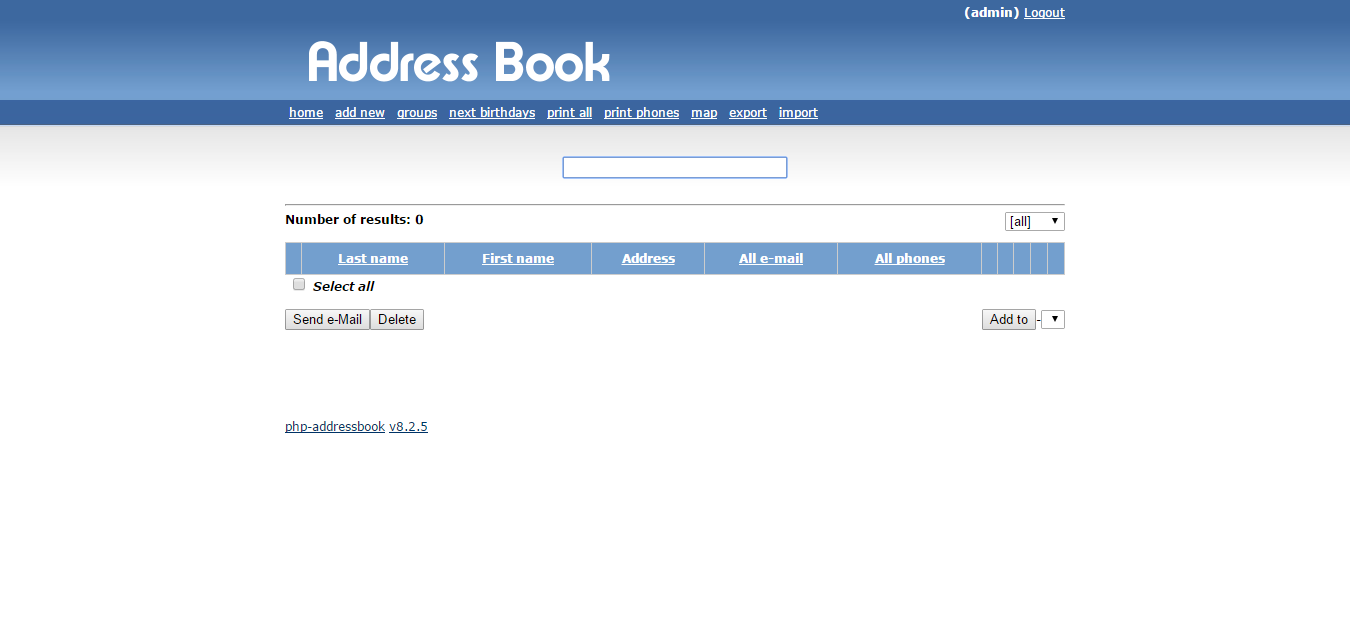 (admin) Logout
Address Book
home add new groups next birthdays print all print phones map export import
Number of results: 0 [all]
Last name First name Address All e-mail All phones
Select all
Send e-Mail Delete Add to -
php-addressbook v8.2.5